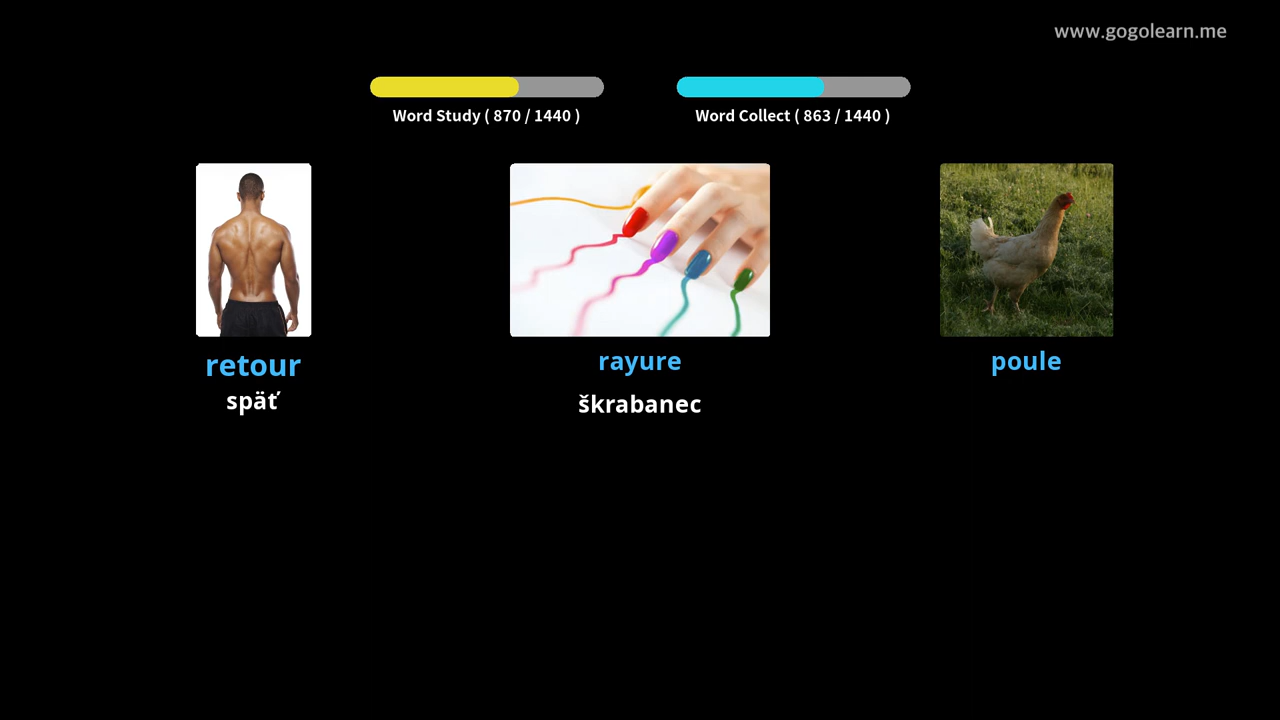 www.gogolearn.me
Word Study ( 870 / 1440 )
Word Collect ( 863 / 1440 )
retour
späť
rayure
škrabanec
poule